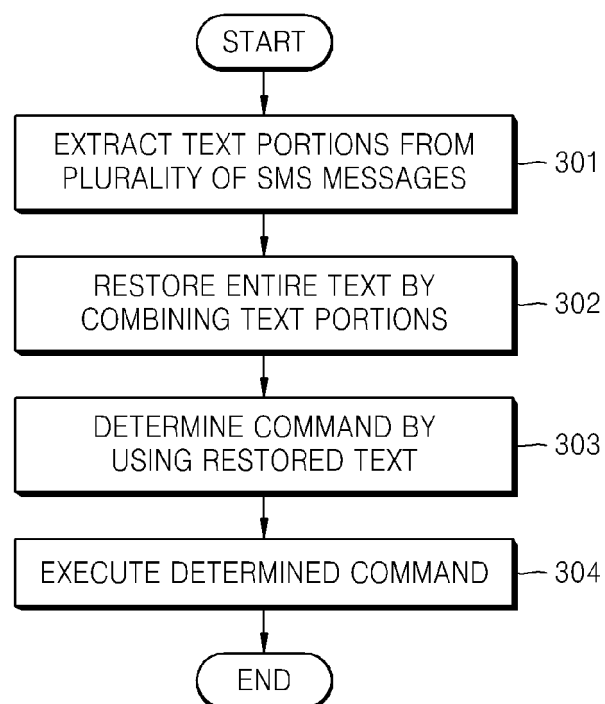 START
EXTRACT TEXT PORTIONS FROM
PLURALITY OF SMS MESSAGES
301
RESTORE ENTIRE TEXT BY
COMBINING TEXT PORTIONS
302
DETERMINE COMMAND BY
USING RESTORED TEXT
303
EXECUTE DETERMINED COMMAND
304
END